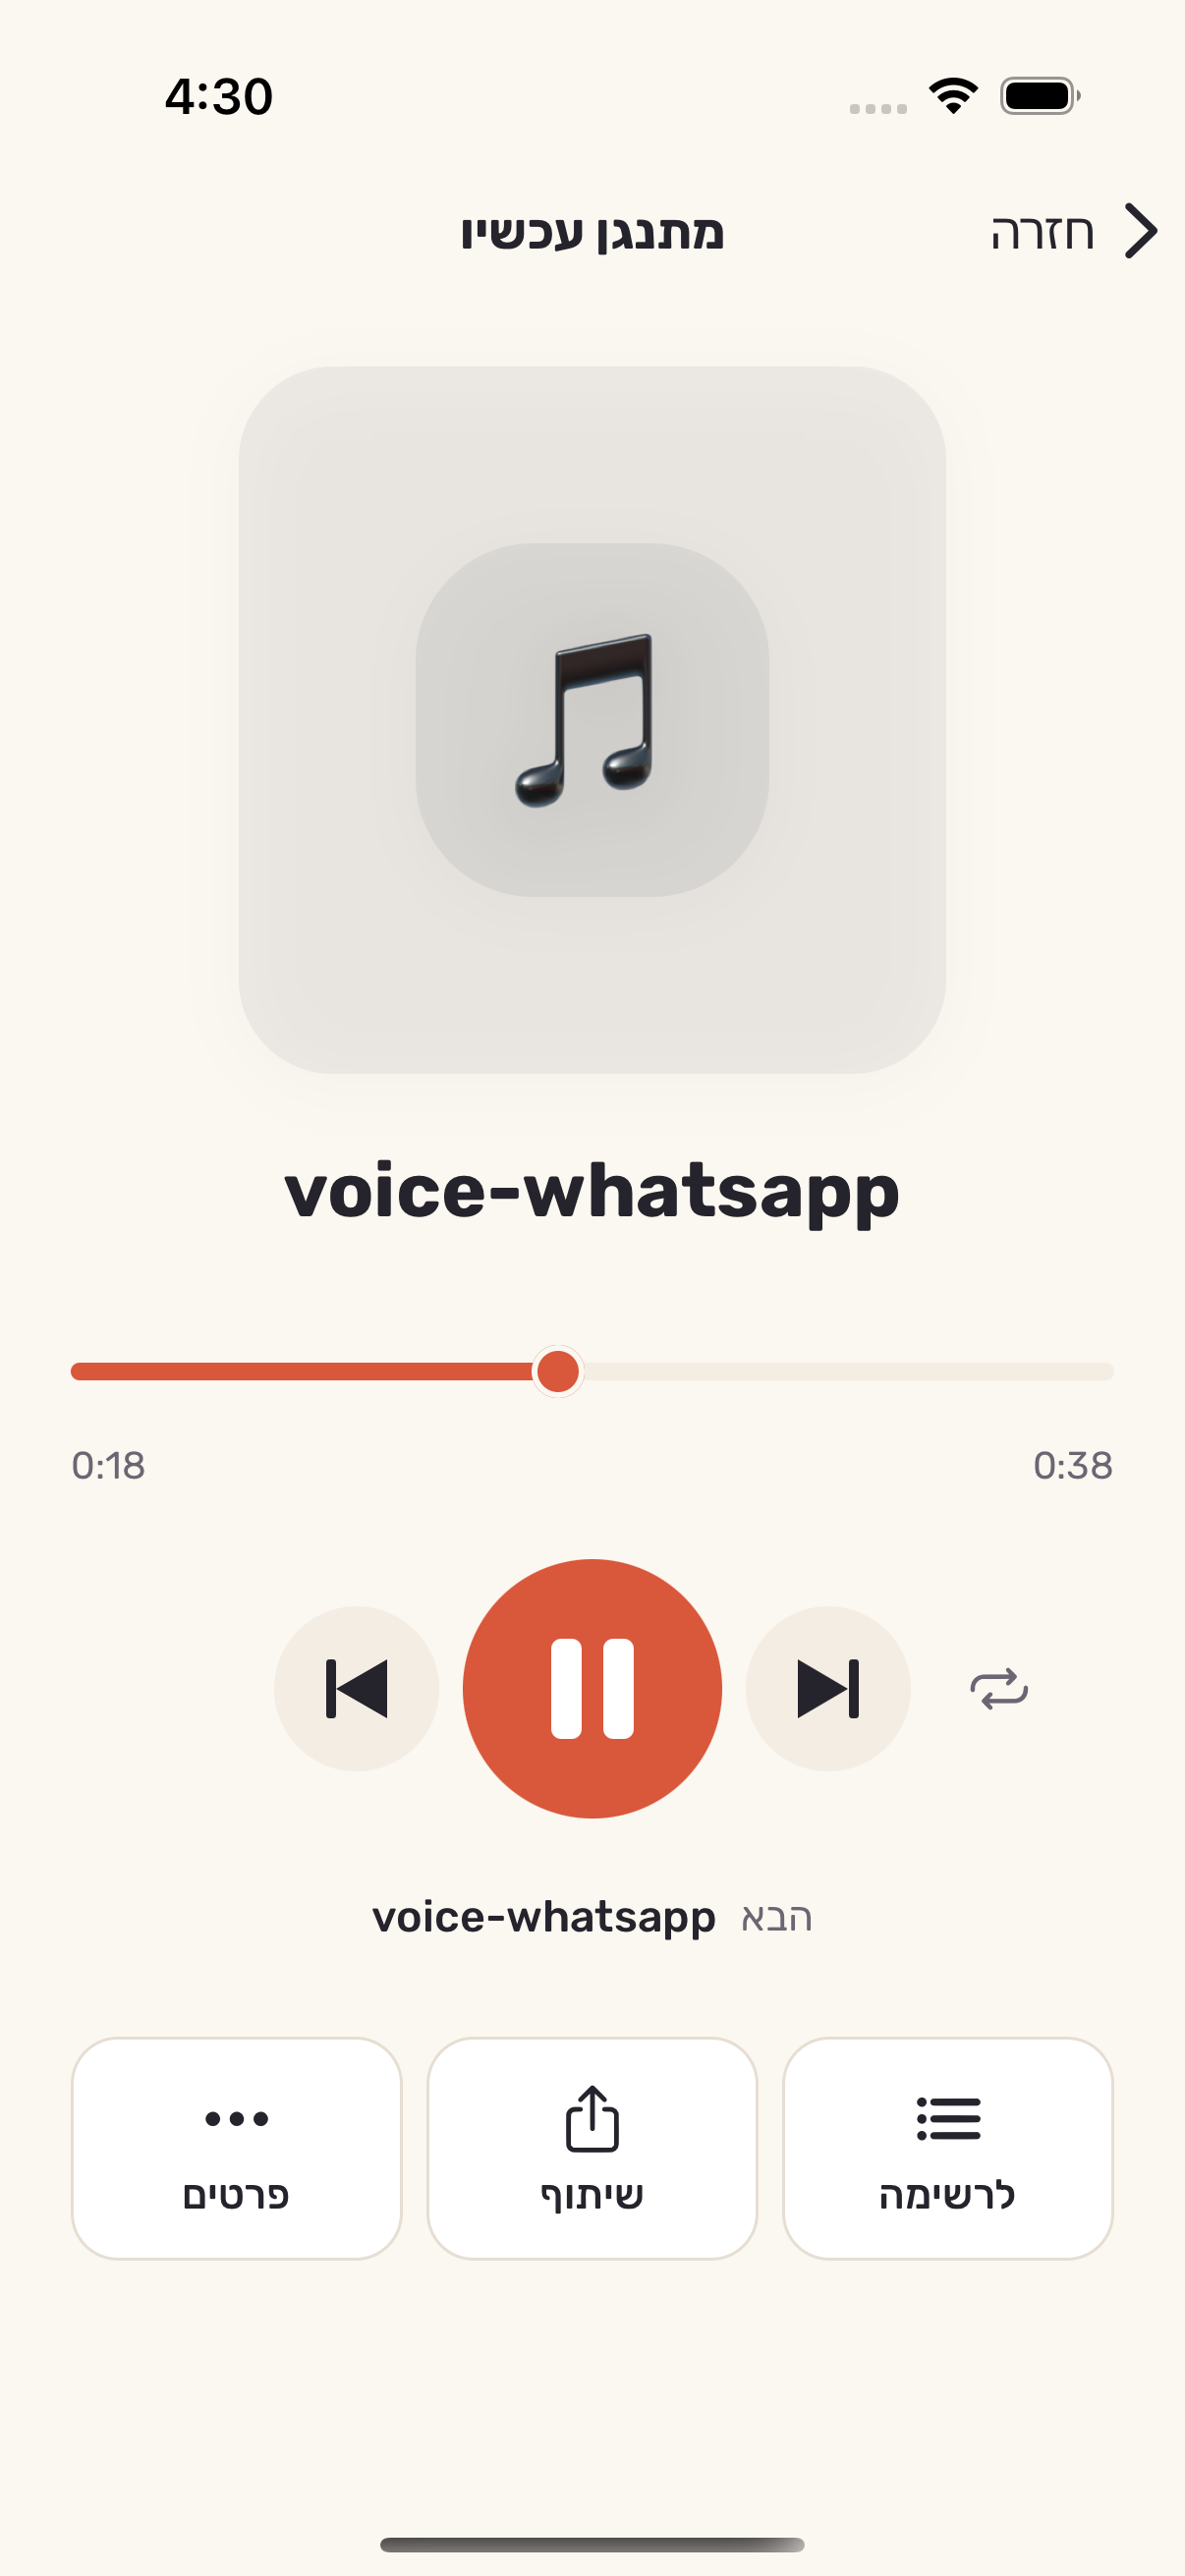 4:30
חזרה
מתנגן עכשיו
voice-whatsapp
0:18
0:38
הבא voice-whatsapp
לרשימה
שיתוף
פרטים